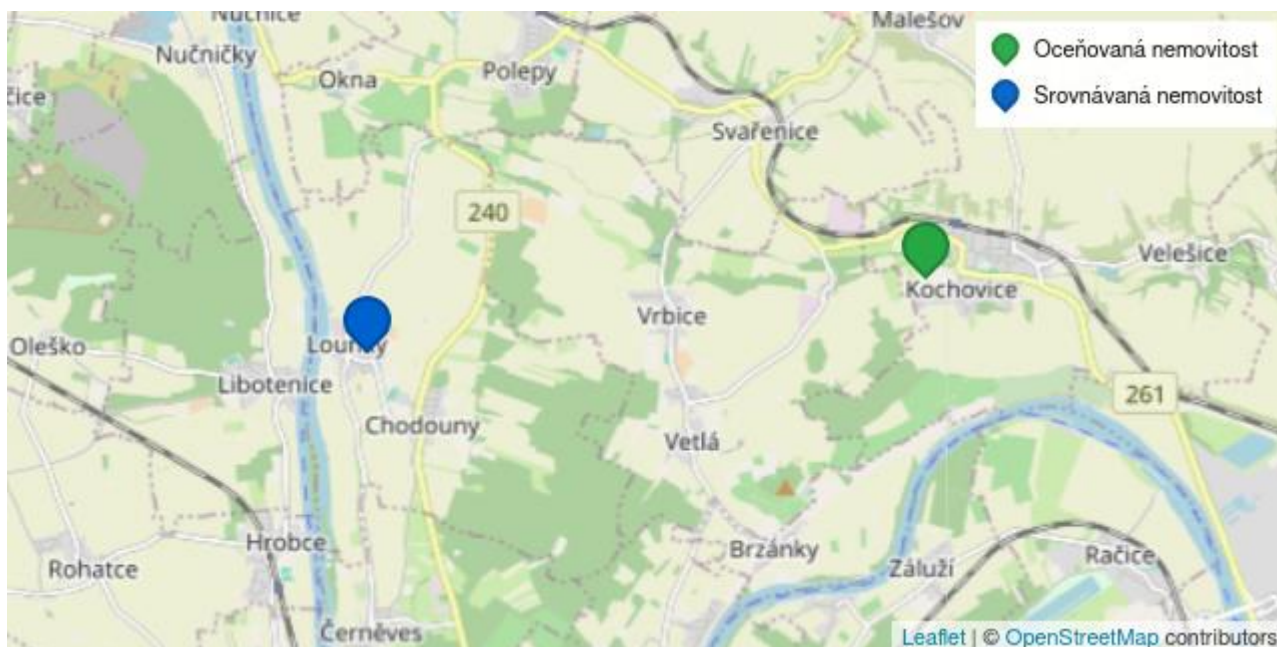 Nučnice
Malešov
Nučničky
Okna
Polepy
Oceňovaná nemovitost
Srovnávaná nemovitost
čice
Svařenice
240
Velešice
Kochovice
Vrbice
Oleško
Libotenice
261
Chodouny
Vetlá
Hrobce
Brzánky
Záluží
Račice
Rohatce
Černěves
Leaflet | © OpenStreetMap contributors